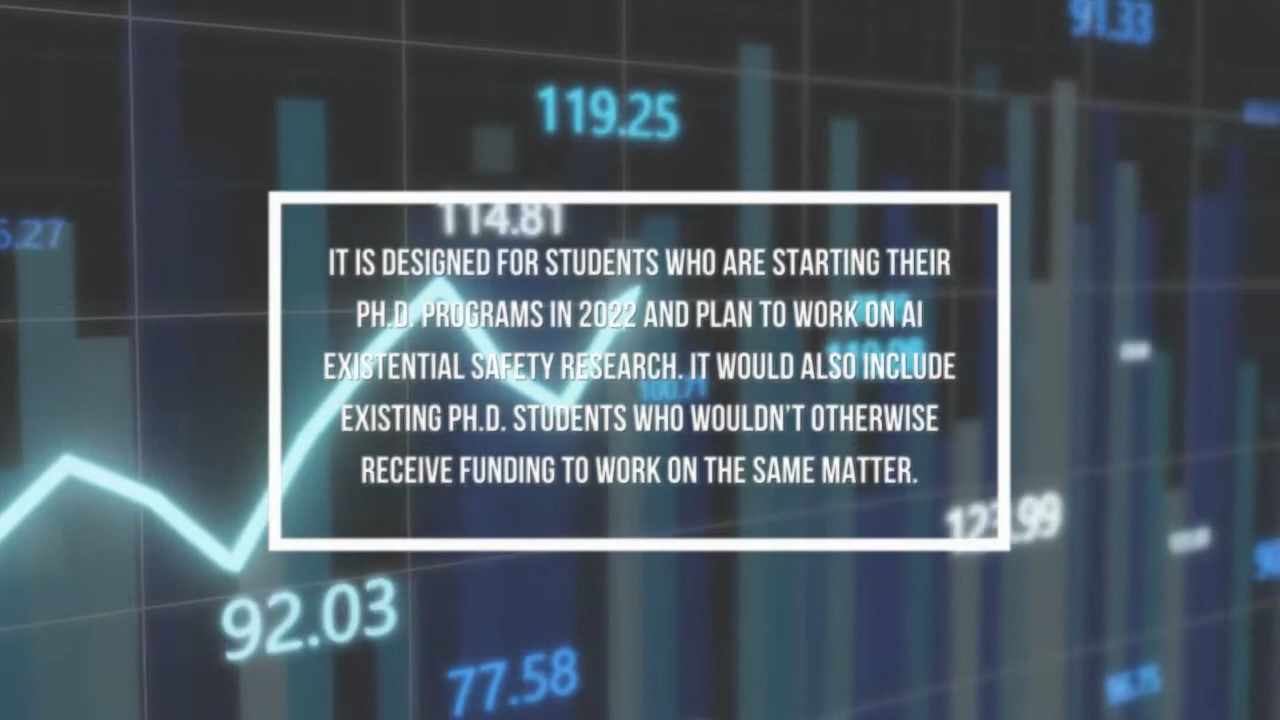 91.33
119.25
114.81
6.27
IT IS DESIGNED FOR STUDENTS WHO ARE STARTING THEIR
PH.D. PROGRAMS IN 2022 AND PLAN TO WORK ON AI
EXISTENTIAL SAFETY RESEARCH. IT WOULD ALSO INCLUDE
EXISTING PH.D. STUDENTS WHO WOULDN'T OTHERWISE
RECEIVE FUNDING TO WORK ON THE SAME MATTER.
92.03
77.58